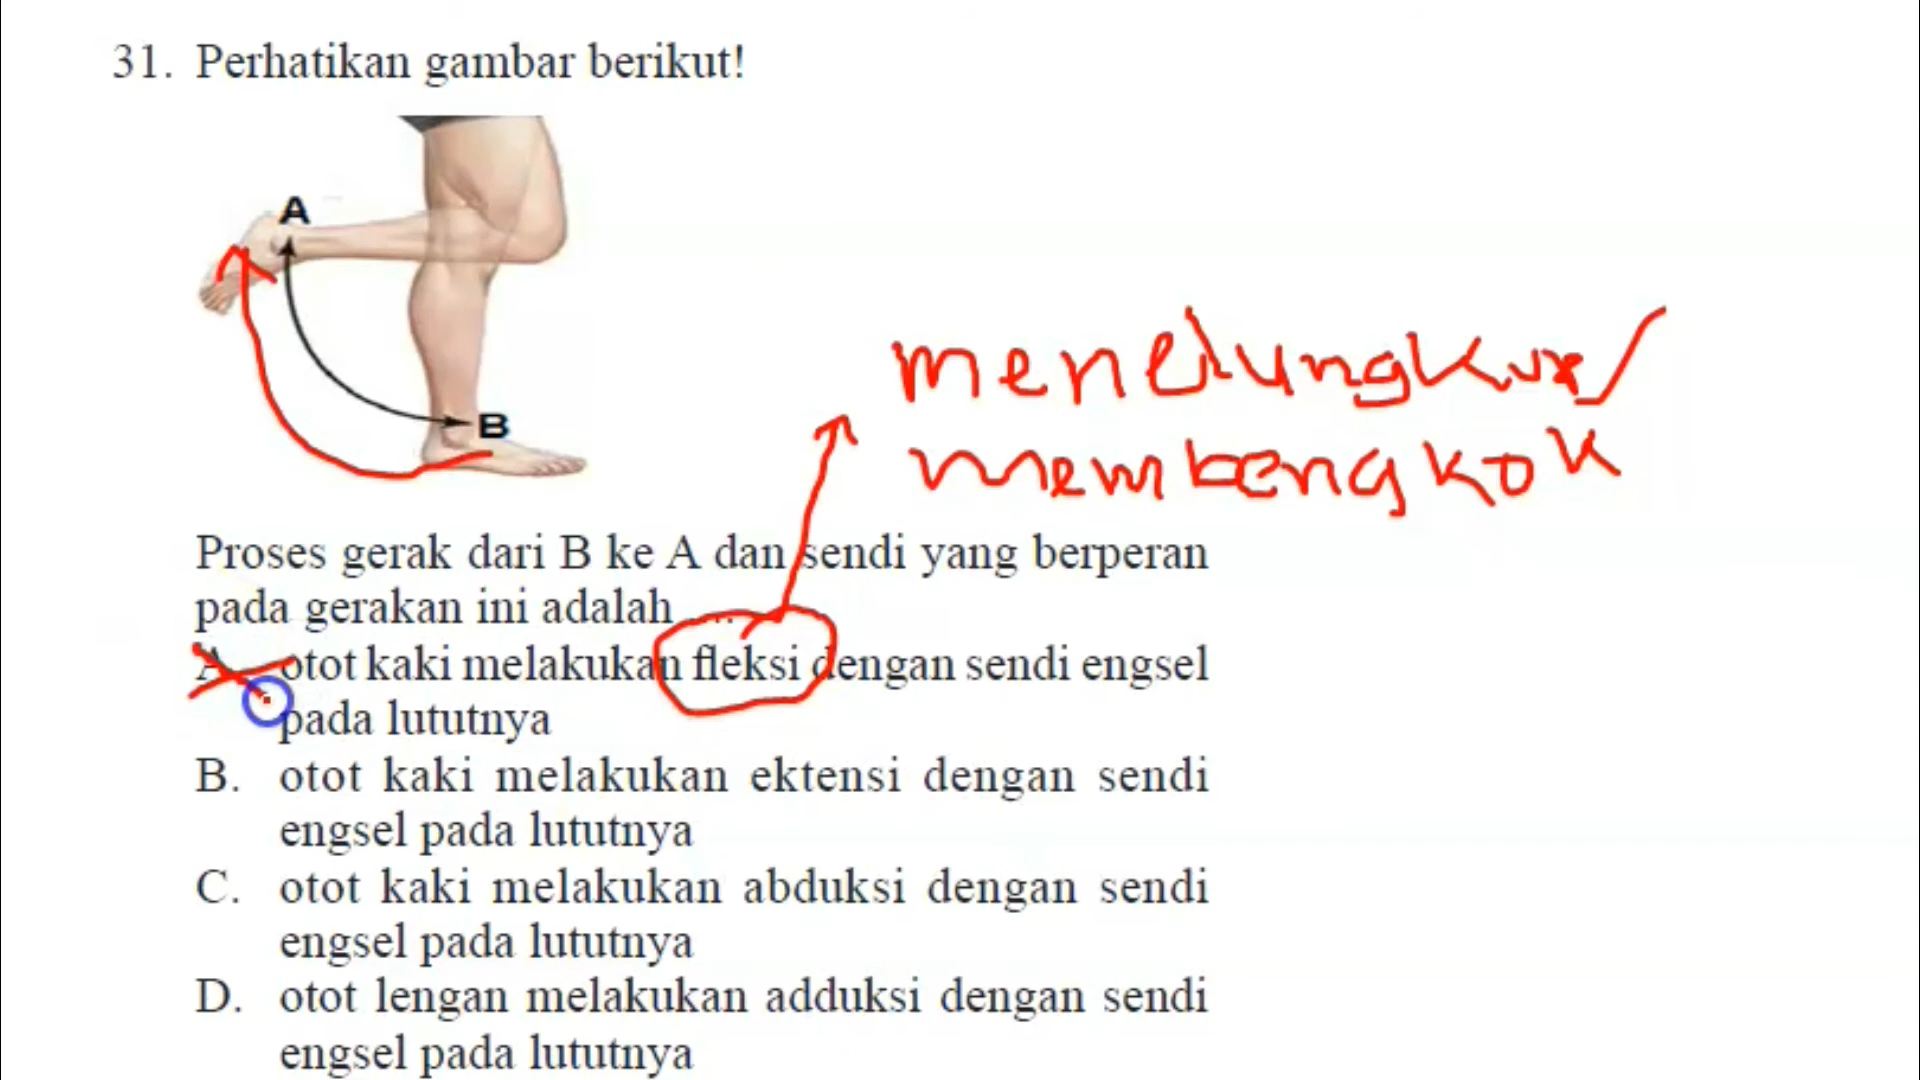 31. Perhatikan gambar berikut!
A
B
menelungkup/
membengkok
Proses gerak dari B ke A dan sendi yang berperan
pada gerakan ini adalah ....
A. otot kaki melakukan fleksi dengan sendi engsel
pada lututnya
B. otot kaki melakukan ektensi dengan sendi
engsel pada lututnya
C. otot kaki melakukan abduksi dengan sendi
engsel pada lututnya
D. otot lengan melakukan adduksi dengan sendi
engsel pada lututnya